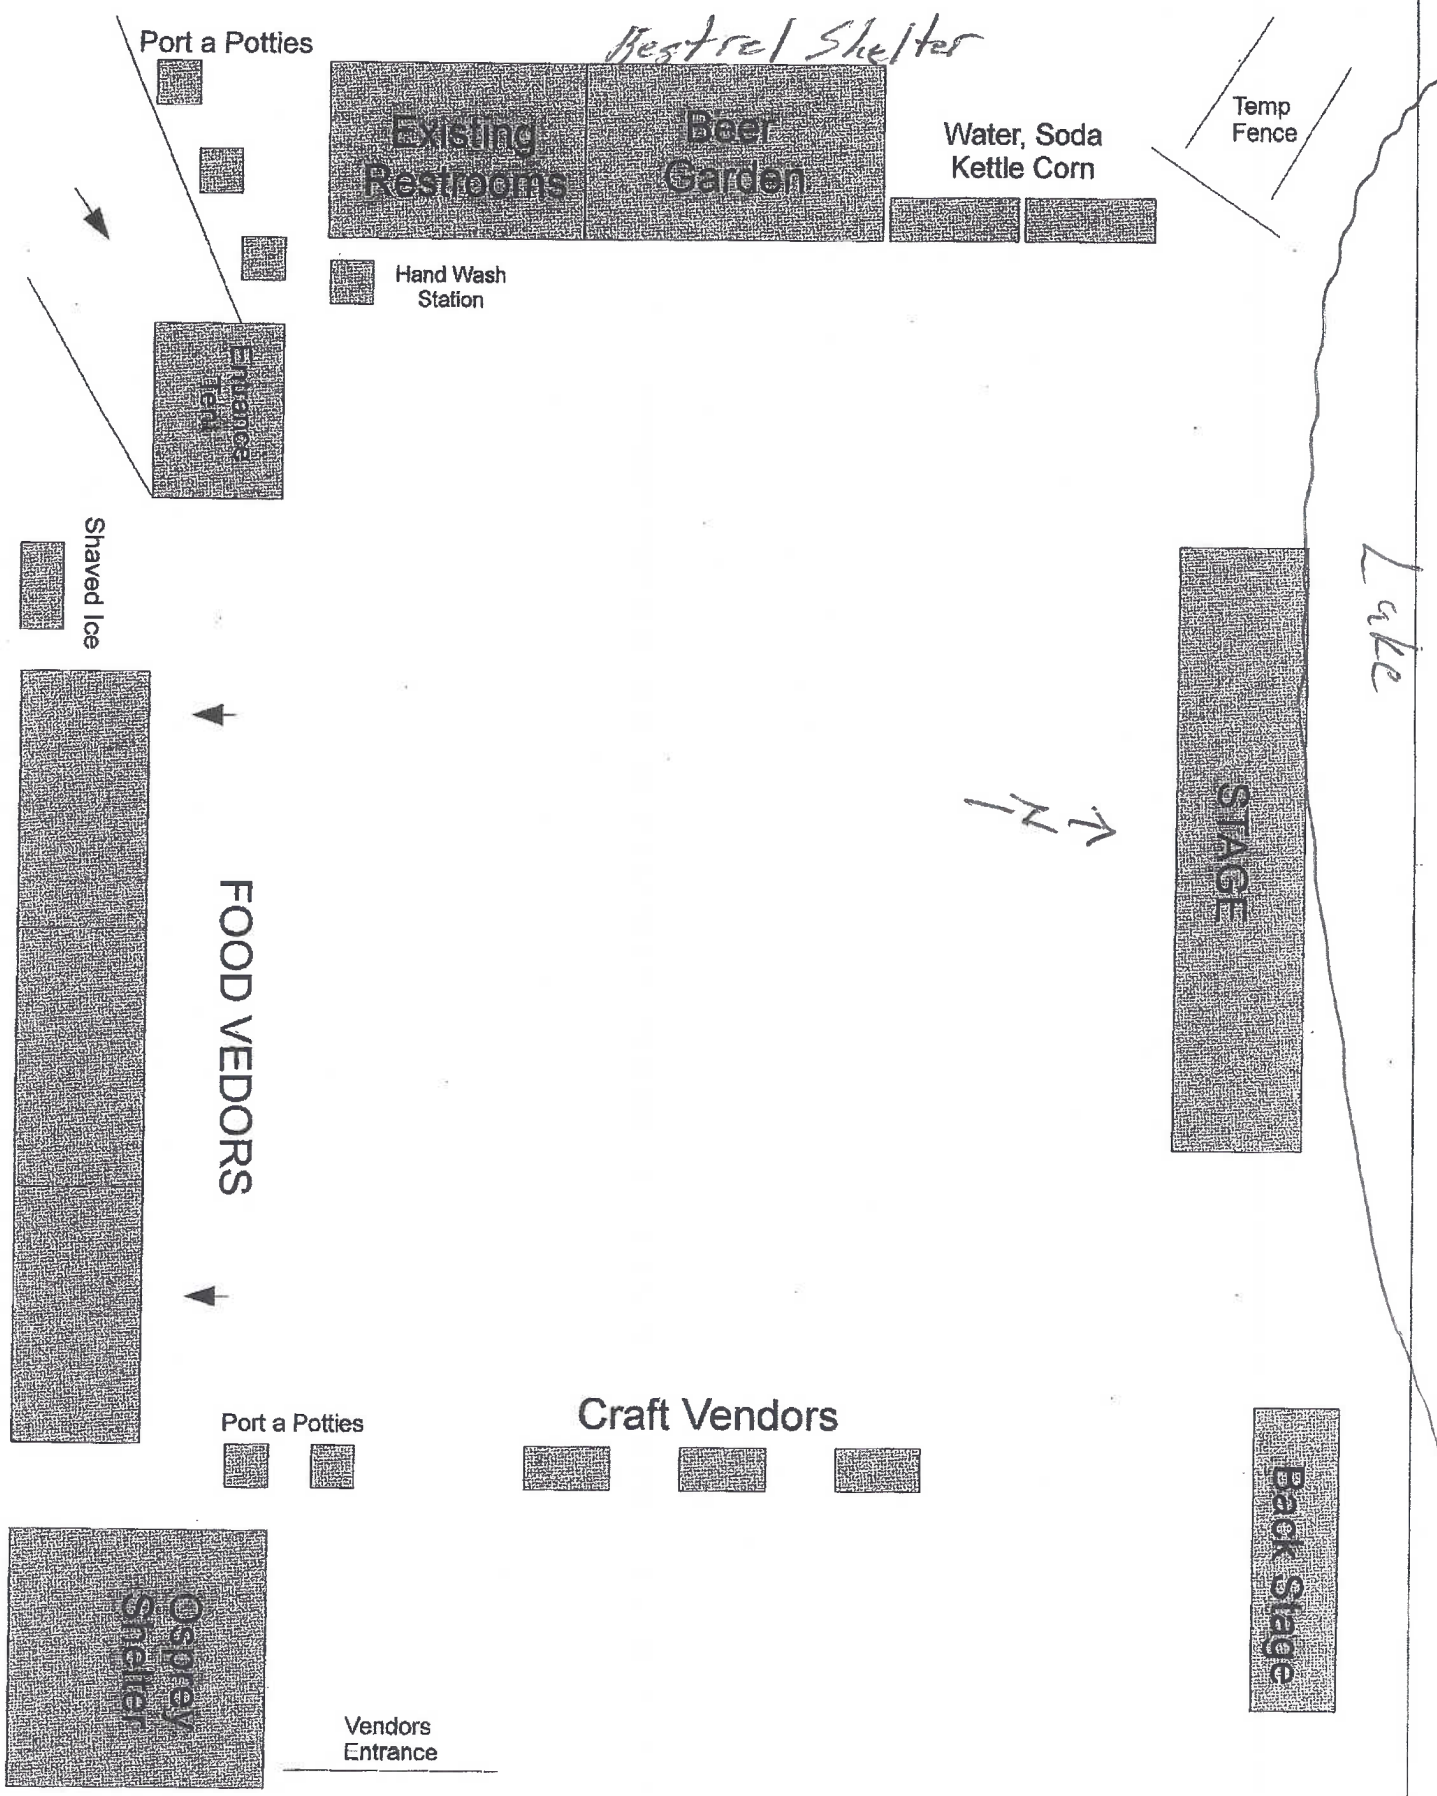 Kestrel Shelter
Port a Potties
Existing
Restrooms
Beer
Garden
Water, Soda
Kettle Corn
Temp
Fence
Hand Wash
Station
Entrance
Tent
Shaved Ice
Lake
STAGE
N
FOOD VEDORS
Port a Potties
Craft Vendors
Back Stage
Osprey
Shelter
Vendors
Entrance